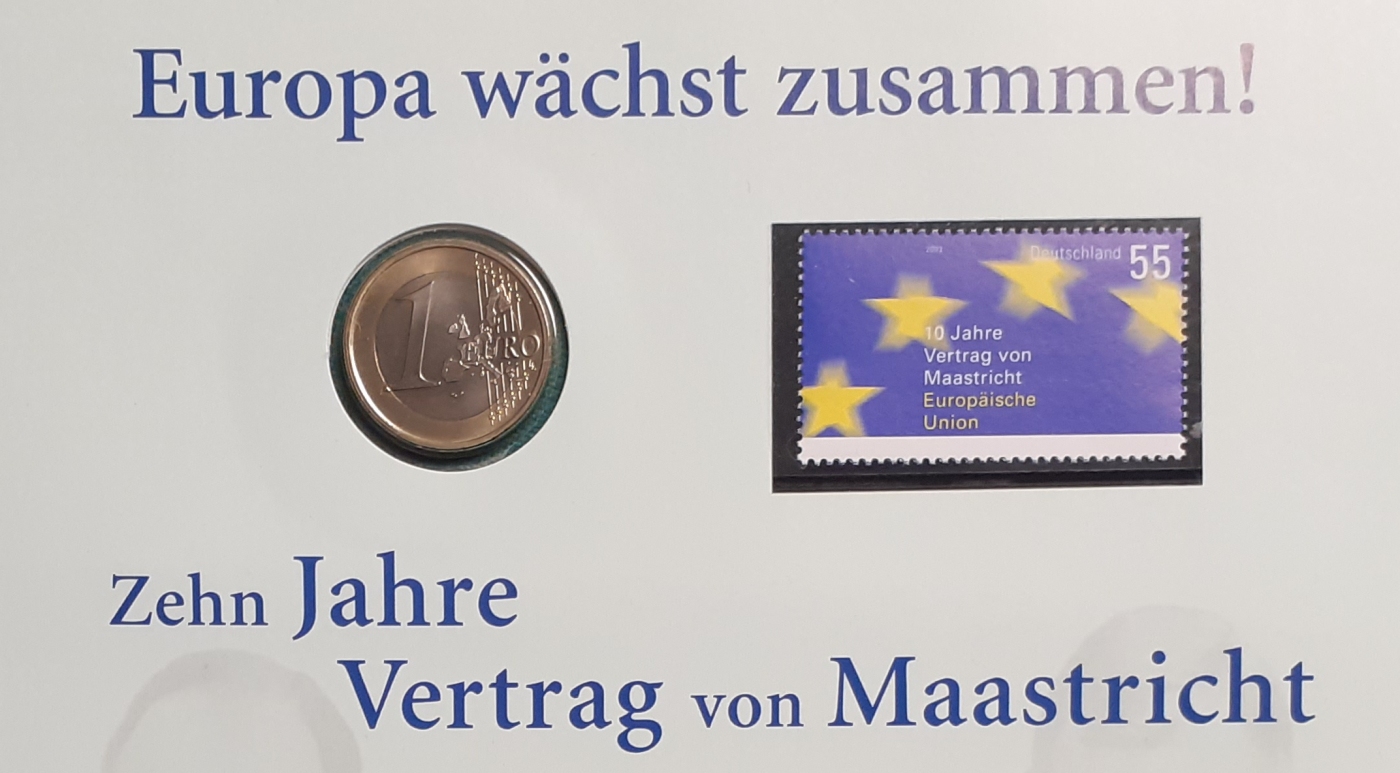 Europa wächst zusammen!
1 EURO
2003
Deutschland 55
10 Jahre
Vertrag von
Maastricht
Europäische
Union
Zehn Jahre
Vertrag von Maastricht